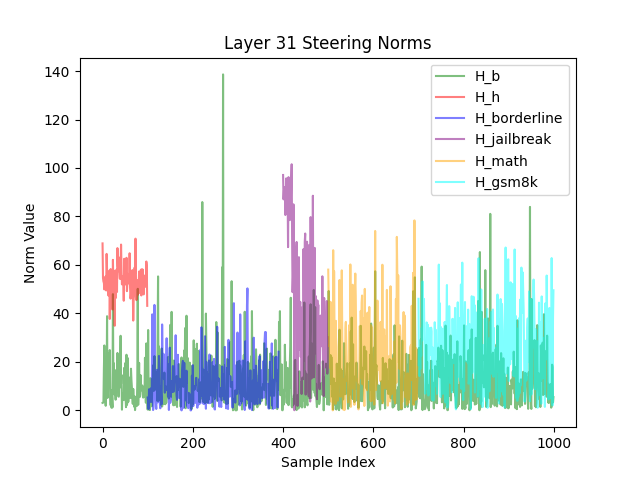 Layer 31 Steering Norms
H_b
H_h
H_borderline
H_jailbreak
H_math
H_gsm8k
Norm Value
140
120
100
80
60
40
20
0
0 200 400 600 800 1000
Sample Index